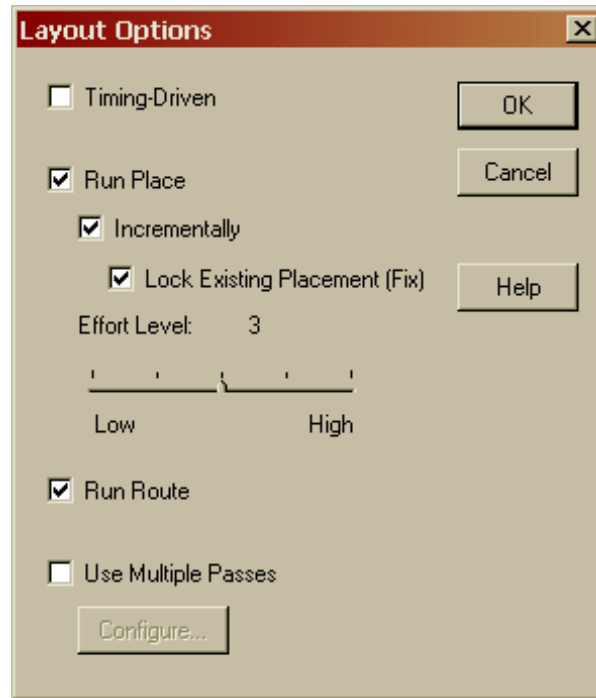 Layout Options
Timing-Driven
OK
Run Place
Cancel
Incrementally
Lock Existing Placement (Fix)
Help
Effort Level: 3
Low High
Run Route
Use Multiple Passes
Configure...